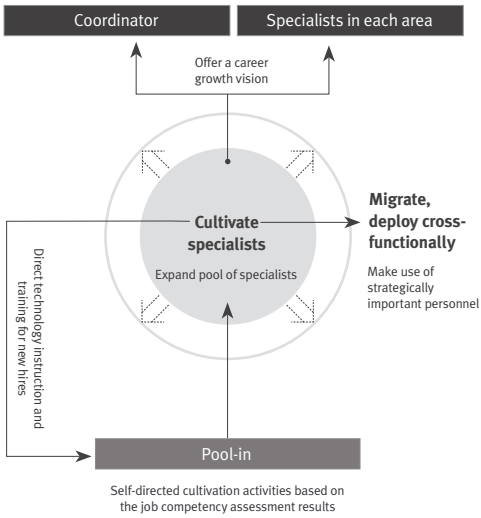 Coordinator
Specialists in each area
Offer a career
growth vision
Cultivate
specialists
Expand pool of specialists
Migrate,
deploy cross-
functionally
Make use of
strategically
important personnel
Direct technology instruction and
training for new hires
Pool-in
Self-directed cultivation activities based on
the job competency assessment results